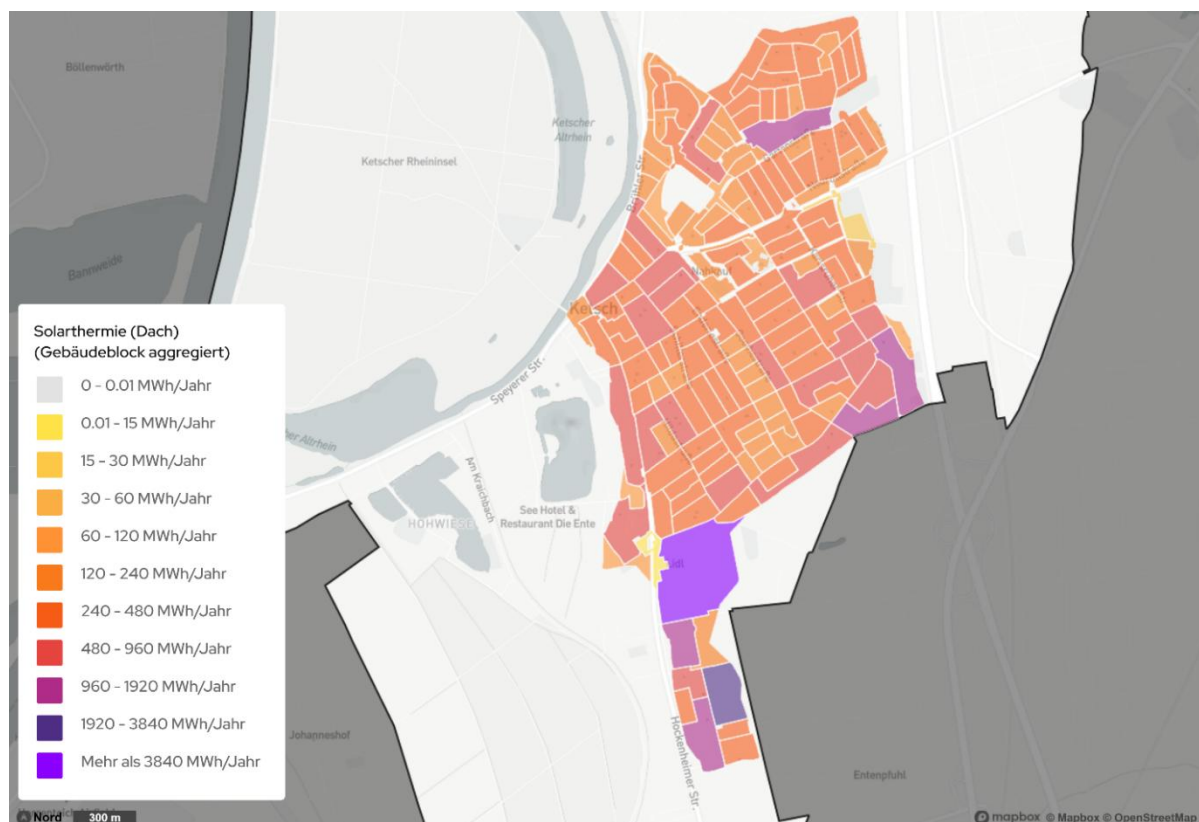 Böllenwörth
Ketscher
Altrhein
Ketscher Rheininsel
Brühler Str.
Bannweide
Ketsch
Speyerer Str.
Am Kraichbach
HOHWIESE
See Hotel &
Restaurant Die Ente
Hockenheimer Str.
Johanneshof
Entenpfuhl
Solarthermie (Dach)
(Gebäudeblock aggregiert)
0 - 0.01 MWh/Jahr
0.01 - 15 MWh/Jahr
15 - 30 MWh/Jahr
30 - 60 MWh/Jahr
60 - 120 MWh/Jahr
120 - 240 MWh/Jahr
240 - 480 MWh/Jahr
480 - 960 MWh/Jahr
960 - 1920 MWh/Jahr
1920 - 3840 MWh/Jahr
Mehr als 3840 MWh/Jahr
Nord 300 m
mapbox © Mapbox © OpenStreetMap